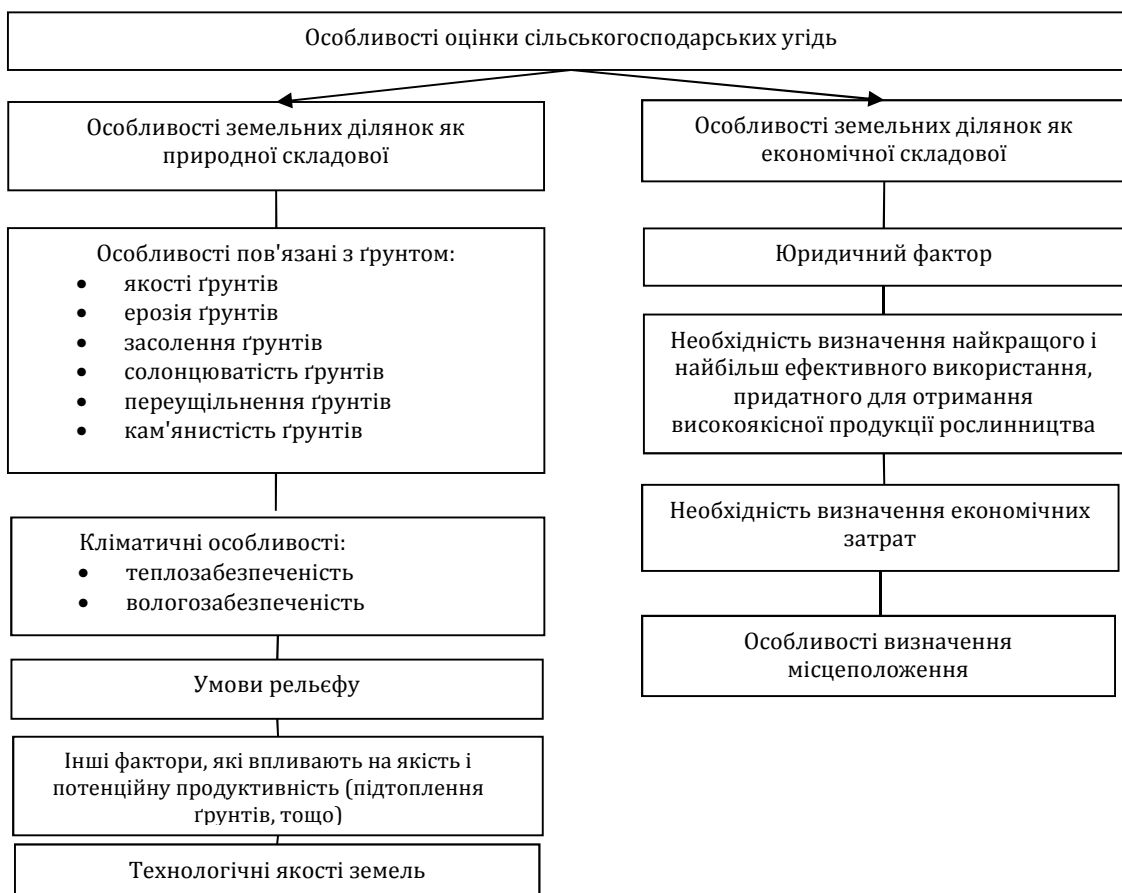 Особливості оцінки сільськогосподарських угідь
Особливості земельних ділянок як
природної складової
Особливості пов'язані з ґрунтом:
• якості ґрунтів
• ерозія ґрунтів
• засолення ґрунтів
• солонцюватість ґрунтів
• переущільнення ґрунтів
• кам'янистість ґрунтів
Кліматичні особливості:
• теплозабезпеченість
• вологозабезпеченість
Умови рельєфу
Інші фактори, які впливають на якість і
потенційну продуктивність (підтоплення
ґрунтів, тощо)
Технологічні якості земель
Особливості земельних ділянок як
економічної складової
Юридичний фактор
Необхідність визначення найкращого і
найбільш ефективного використання,
придатного для отримання
високоякісної продукції рослинництва
Необхідність визначення економічних
затрат
Особливості визначення
місцеположення